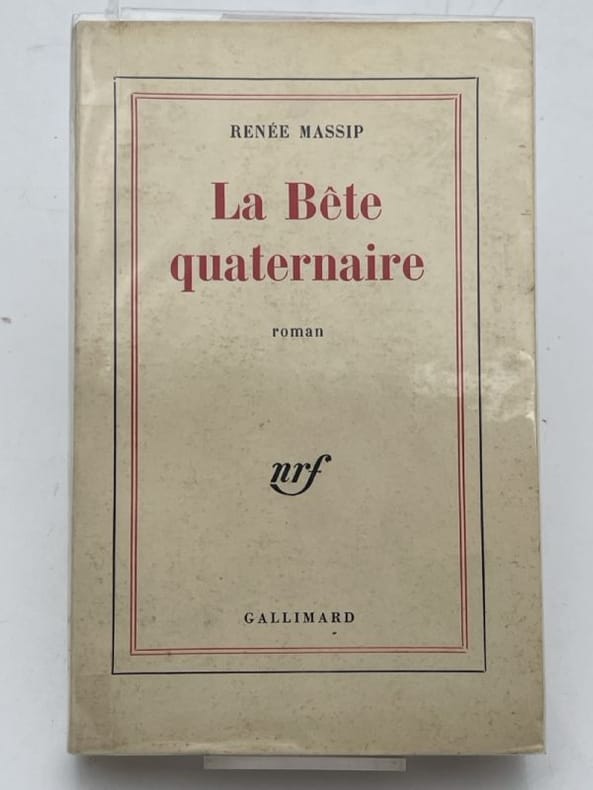 RENÉE MASSIP
La Bête
quaternaire
roman
nrf
GALLIMARD